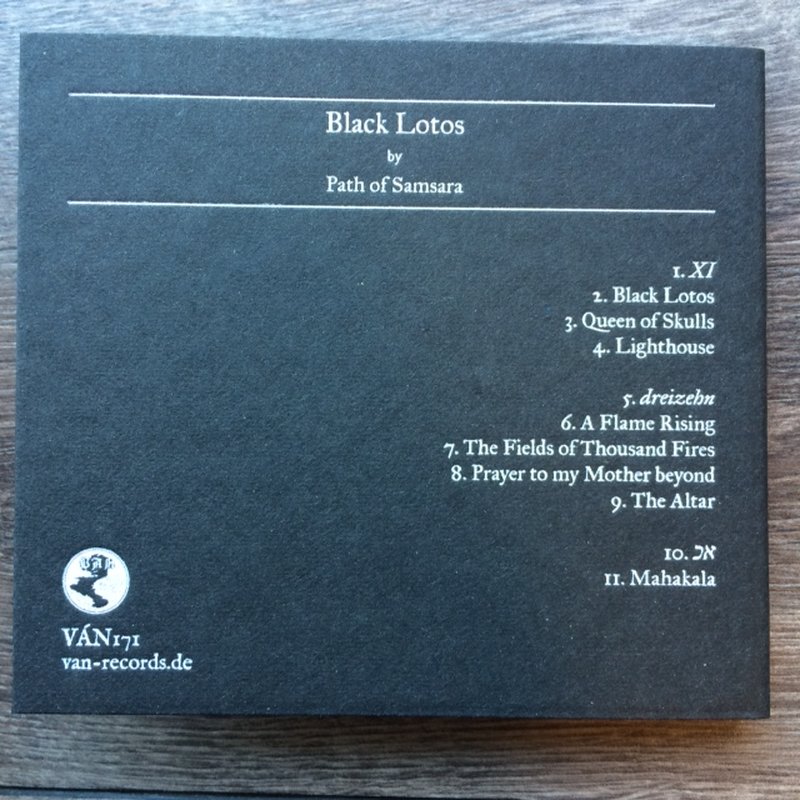 Black Lotos
by
Path of Samsara
1. XI
2. Black Lotos
3. Queen of Skulls
4. Lighthouse
5. dreizehn
6. A Flame Rising
7. The Fields of Thousand Fires
8. Prayer to my Mother beyond
9. The Altar
10. אכ
11. Mahakala
VÁN
VÁN171
van-records.de